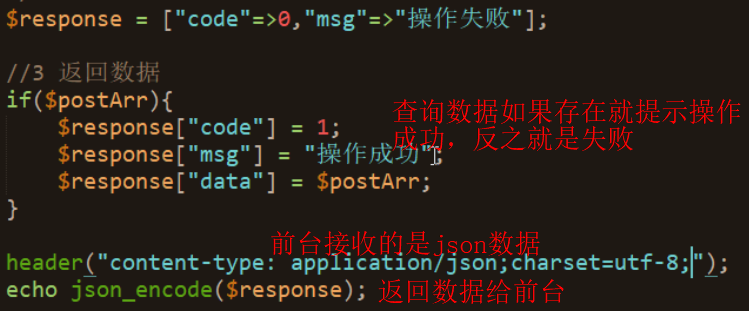 $response = ["code"=>0,"msg"=>"操作失败"];
//3 返回数据
if($postArr){
$response["code"] = 1;
查询数据如果存在就提示操作
成功，反之就是失败
$response["msg"] = "操作成功";
$response["data"] = $postArr;
}
前台接收的是json数据
header("content-type: application/json;charset=utf-8;");
echo json_encode($response);
返回数据给前台